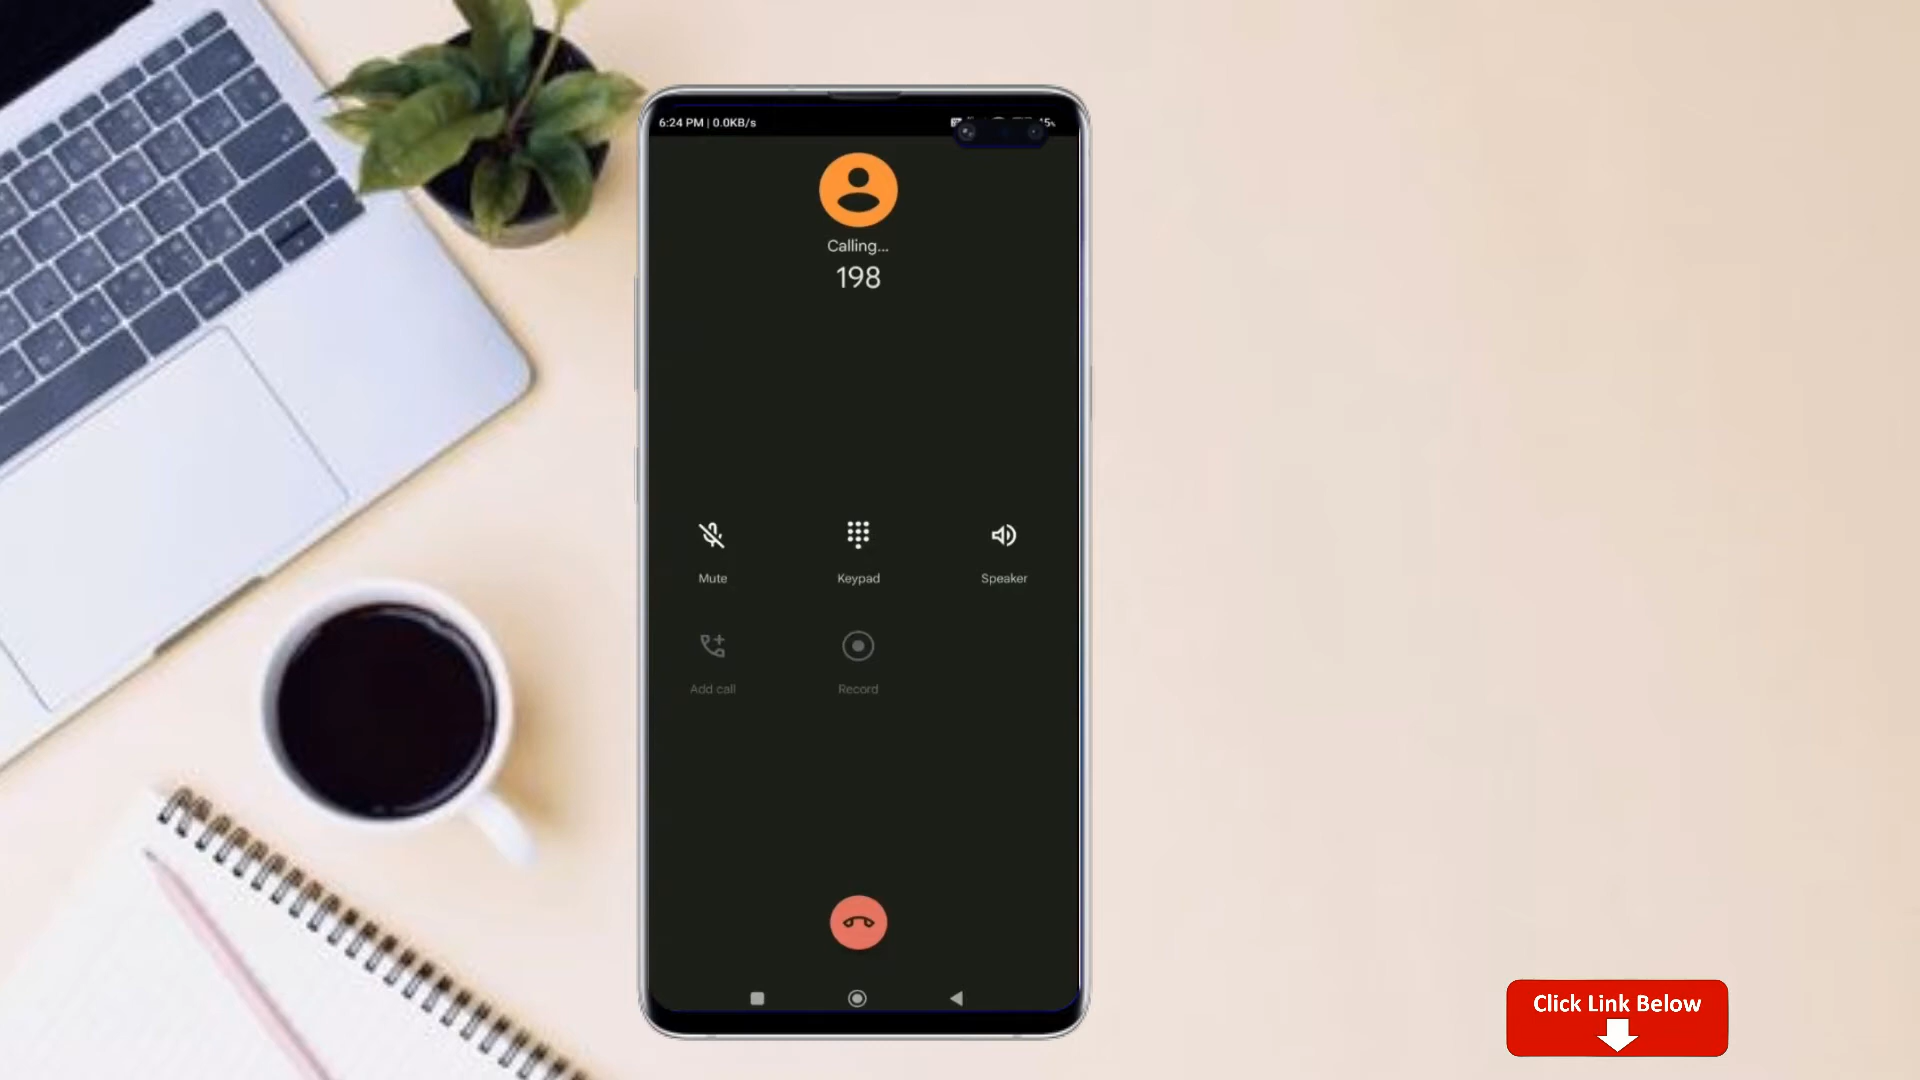 6:24 PM | 0.0KB/s
Calling...
198
Mute
Keypad
Speaker
Add call
Record
Click Link Below